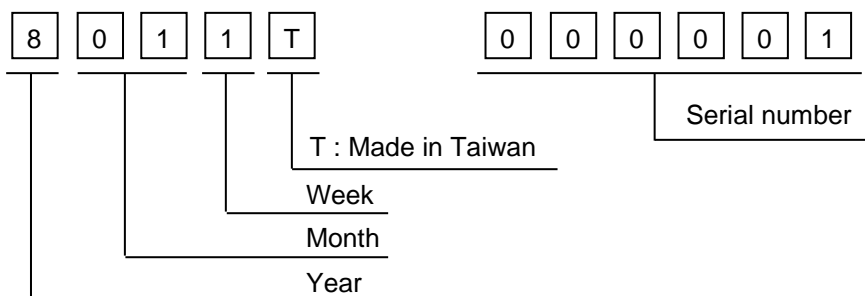 8 0 1 1 T 0 0 0 0 0 1
Serial number
T : Made in Taiwan
Week
Month
Year